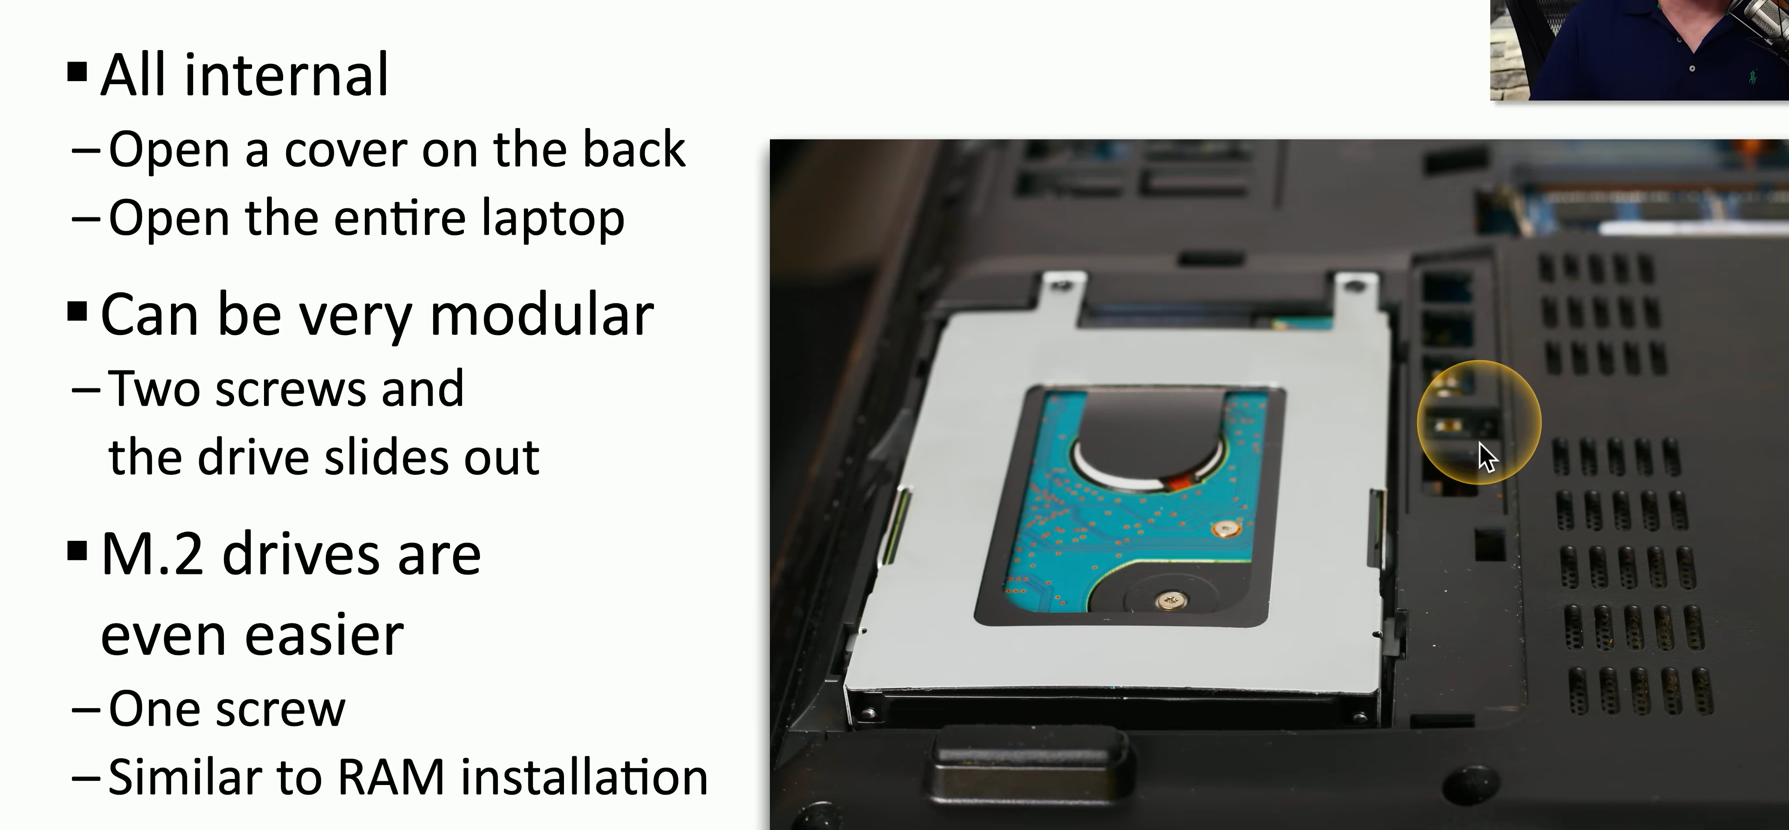 ▪ All internal
– Open a cover on the back
– Open the entire laptop
▪ Can be very modular
– Two screws and
the drive slides out
▪ M.2 drives are
even easier
– One screw
– Similar to RAM installation